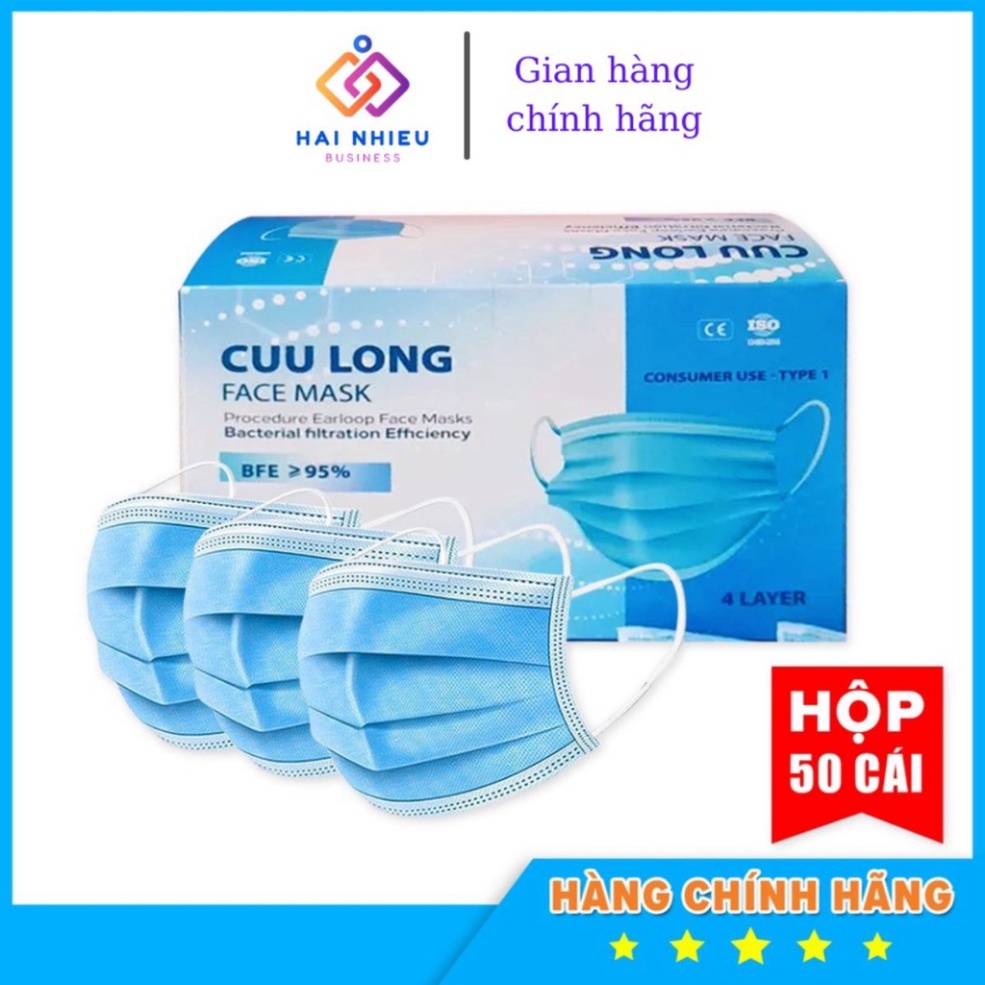 HAI NHIEU
BUSINESS
Gian hàng
chính hãng
CUU LONG
FACE MASK
CE
ISO
CUU LONG
FACE MASK
Procedure Earloop Face Masks
Bacterial filtration Efficiency
BFE ≥ 95%
CE ISO
CONSUMER USE - TYPE 1
4 LAYER
HỘP
50 CÁI
HÀNG CHÍNH HÃNG